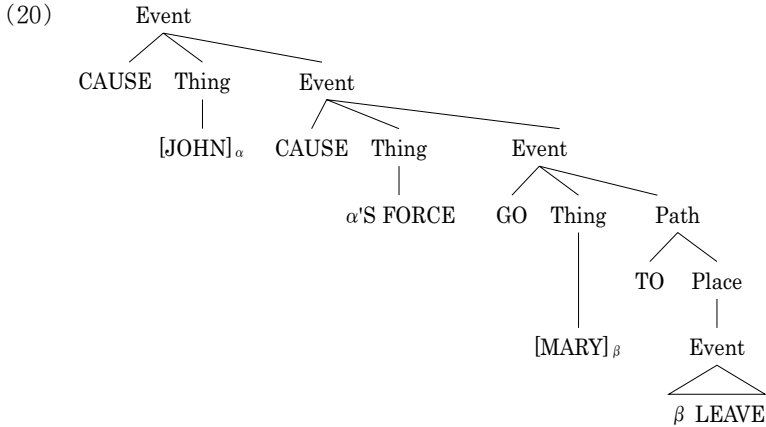 (20) Event
CAUSE Thing Event
[JOHN]α CAUSE Thing Event
α'S FORCE GO Thing Path
TO Place
[MARY]β Event
β LEAVE